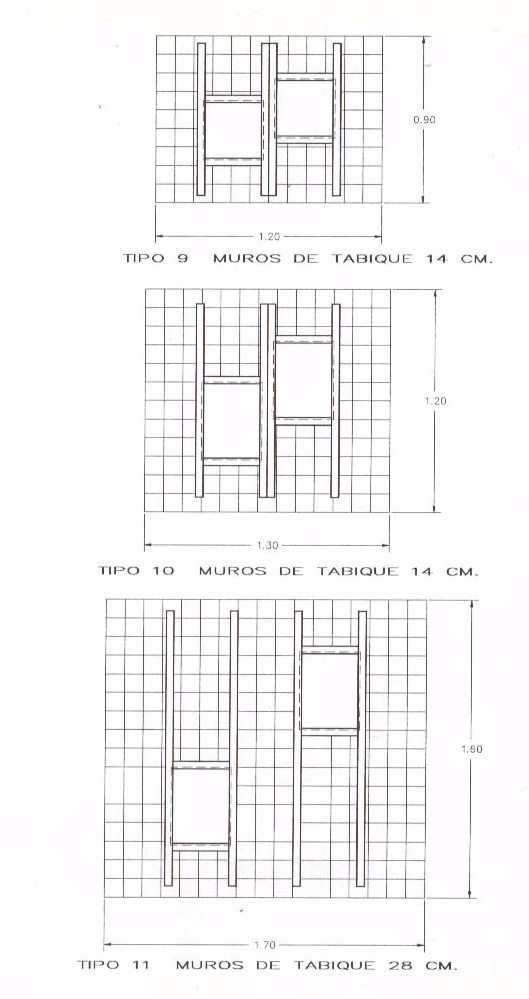 0.90
1.20
TIPO 9 MUROS DE TABIQUE 14 CM.
1.20
1.30
TIPO 10 MUROS DE TABIQUE 14 CM.
1.60
1.70
TIPO 11 MUROS DE TABIQUE 28 CM.